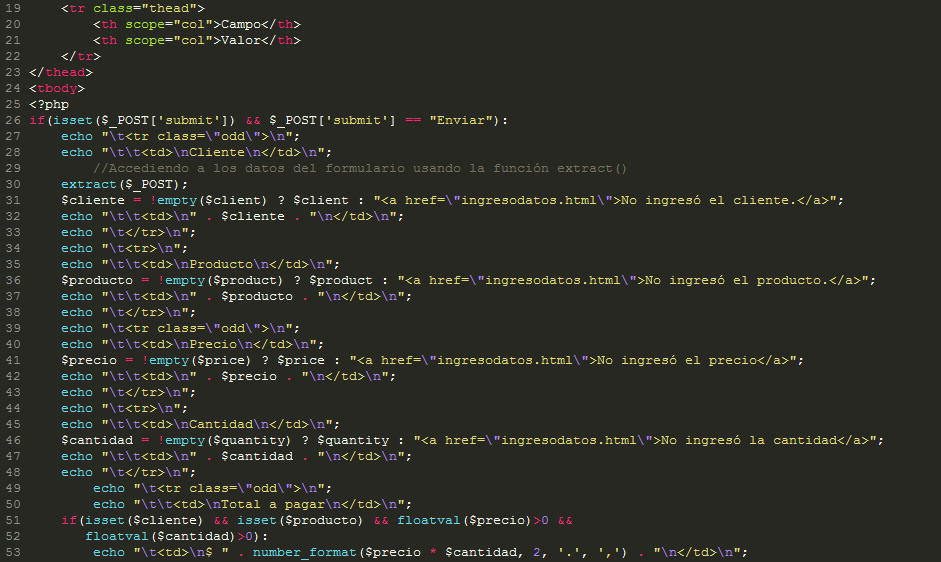 19     <tr class="thead">
20         <th scope="col">Campo</th>
21         <th scope="col">Valor</th>
22     </tr>
23 </thead>
24 <tbody>
25 <?php
26 if(isset($_POST['submit']) && $_POST['submit'] == "Enviar"):
27     echo "\t<tr class=\"odd\">\n";
28     echo "\t\t<td>\nCliente\n</td>\n";
29         //Accediendo a los datos del formulario usando la función extract()
30     extract($_POST);
31     $cliente = !empty($client) ? $client : "<a href=\"ingresodatos.html\">No ingresó el cliente.</a>";
32     echo "\t\t<td>\n" . $cliente . "\n</td>\n";
33     echo "\t</tr>\n";
34     echo "\t<tr>\n";
35     echo "\t\t<td>\nProducto\n</td>\n";
36     $producto = !empty($product) ? $product : "<a href=\"ingresodatos.html\">No ingresó el producto.</a>";
37     echo "\t\t<td>\n" . $producto . "\n</td>\n";
38     echo "\t</tr>\n";
39     echo "\t<tr class=\"odd\">\n";
40     echo "\t\t<td>\nPrecio\n</td>\n";
41     $precio = !empty($price) ? $price : "<a href=\"ingresodatos.html\">No ingresó el precio</a>";
42     echo "\t\t<td>\n" . $precio . "\n</td>\n";
43     echo "\t</tr>\n";
44     echo "\t<tr>\n";
45     echo "\t\t<td>\nCantidad\n</td>\n";
46     $cantidad = !empty($quantity) ? $quantity : "<a href=\"ingresodatos.html\">No ingresó la cantidad</a>";
47     echo "\t\t<td>\n" . $cantidad . "\n</td>\n";
48     echo "\t</tr>\n";
49         echo "\t<tr class=\"odd\">\n";
50         echo "\t\t<td>\nTotal a pagar\n</td>\n";
51     if(isset($cliente) && isset($producto) && floatval($precio)>0 &&
52        floatval($cantidad)>0):
53         echo "\t<td>\n$ " . number_format($precio * $cantidad, 2, '.', ',') . "\n</td>\n";